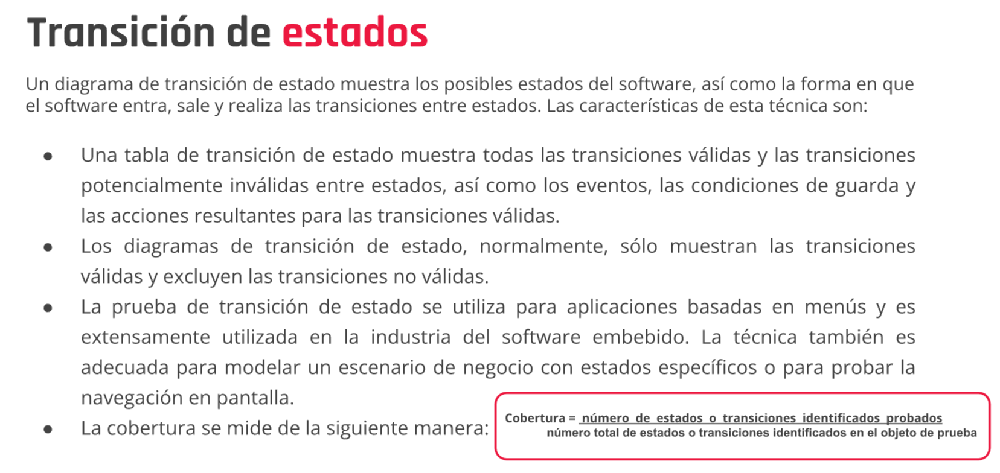 Transición de estados
Un diagrama de transición de estado muestra los posibles estados del software, así como la forma en que
el software entra, sale y realiza las transiciones entre estados. Las características de esta técnica son:
● Una tabla de transición de estado muestra todas las transiciones válidas y las transiciones
potencialmente inválidas entre estados, así como los eventos, las condiciones de guarda y
las acciones resultantes para las transiciones válidas.
● Los diagramas de transición de estado, normalmente, sólo muestran las transiciones
válidas y excluyen las transiciones no válidas.
● La prueba de transición de estado se utiliza para aplicaciones basadas en menús y es
extensamente utilizada en la industria del software embebido. La técnica también es
adecuada para modelar un escenario de negocio con estados específicos o para probar la
navegación en pantalla.
● La cobertura se mide de la siguiente manera:
Cobertura = número de estados o transiciones identificados probados
número total de estados o transiciones identificados en el objeto de prueba